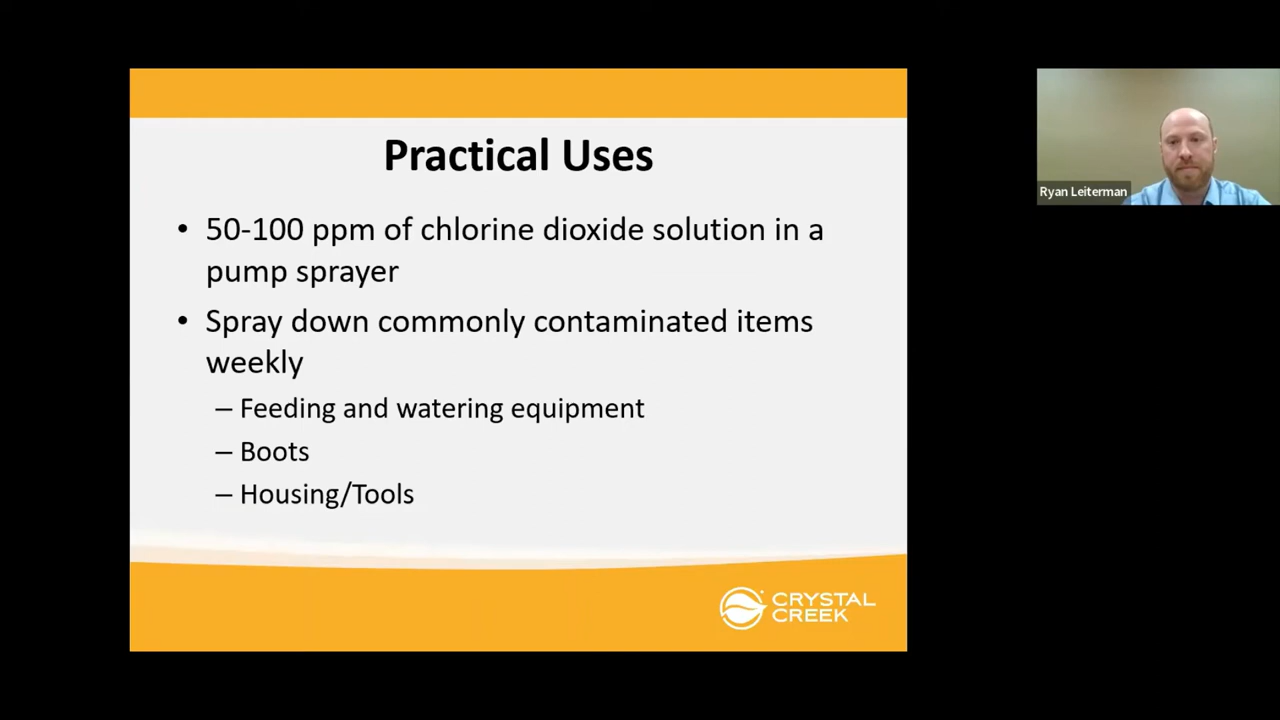 Practical Uses
• 50-100 ppm of chlorine dioxide solution in a
pump sprayer
• Spray down commonly contaminated items
weekly
– Feeding and watering equipment
– Boots
– Housing/Tools
CRYSTAL
CREEK
Ryan Leiterman